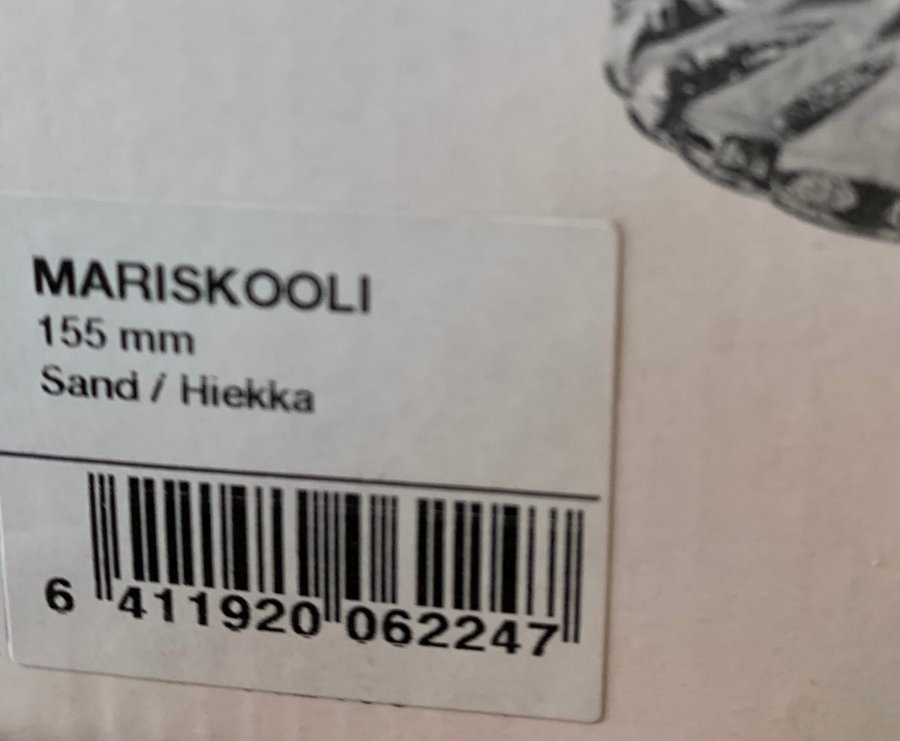 MARISKOOLI
155 mm
Sand / Hiekka
6 411920 062247